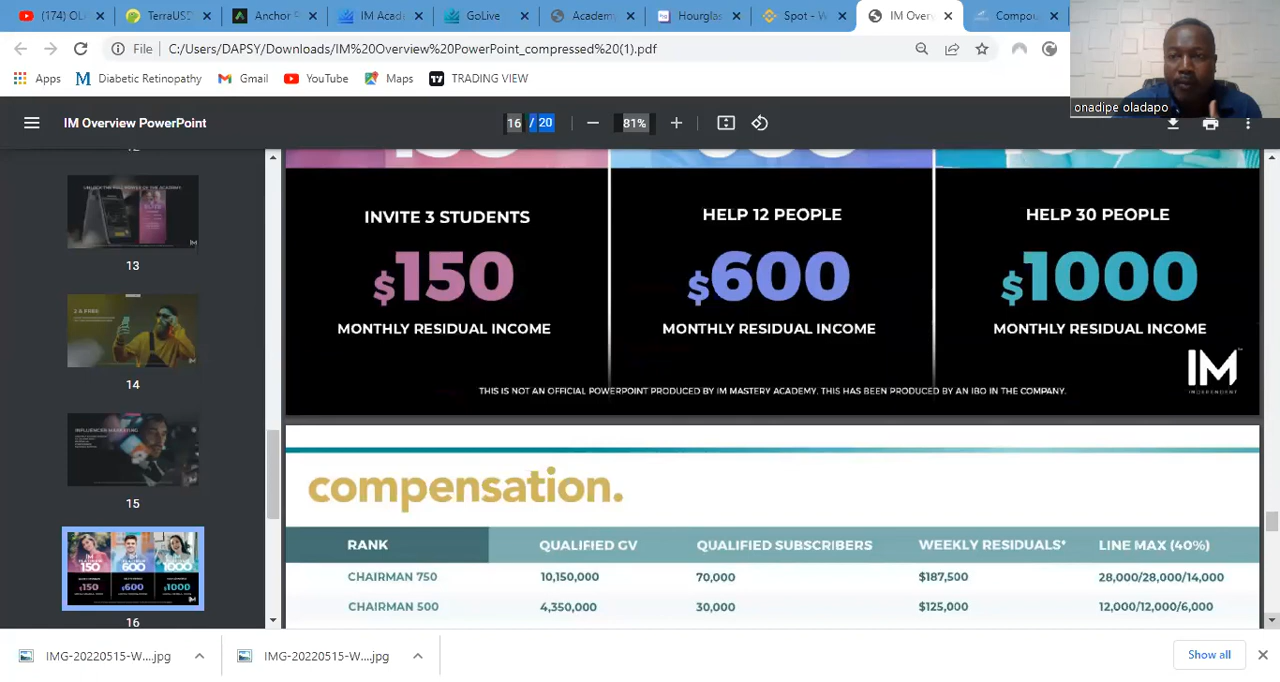 (174) OL
TerraUSD
Anchor P
IM Acade
GoLive
Academy
Hourglas
Spot - W
IM Over
Compou
File
C:/Users/DAPSY/Downloads/IM%20Overview%20PowerPoint_compressed%20(1).pdf
Apps
Diabetic Retinopathy
Gmail
YouTube
Maps
TRADING VIEW
onadipe oladapo
IM Overview PowerPoint
16 / 20
81%
13
14
15
16
INVITE 3 STUDENTS
$150
MONTHLY RESIDUAL INCOME
HELP 12 PEOPLE
$600
MONTHLY RESIDUAL INCOME
HELP 30 PEOPLE
$1000
MONTHLY RESIDUAL INCOME
IM
INDEPENDENT
THIS IS NOT AN OFFICIAL POWERPOINT PRODUCED BY IM MASTERY ACADEMY. THIS HAS BEEN PRODUCED BY AN IBO IN THE COMPANY.
compensation.
RANK QUALIFIED GV QUALIFIED SUBSCRIBERS WEEKLY RESIDUALS* LINE MAX (40%)
CHAIRMAN 750 10,150,000 70,000 $187,500 28,000/28,000/14,000
CHAIRMAN 500 4,350,000 30,000 $125,000 12,000/12,000/6,000
IMG-20220515-W....jpg
IMG-20220515-W....jpg
Show all